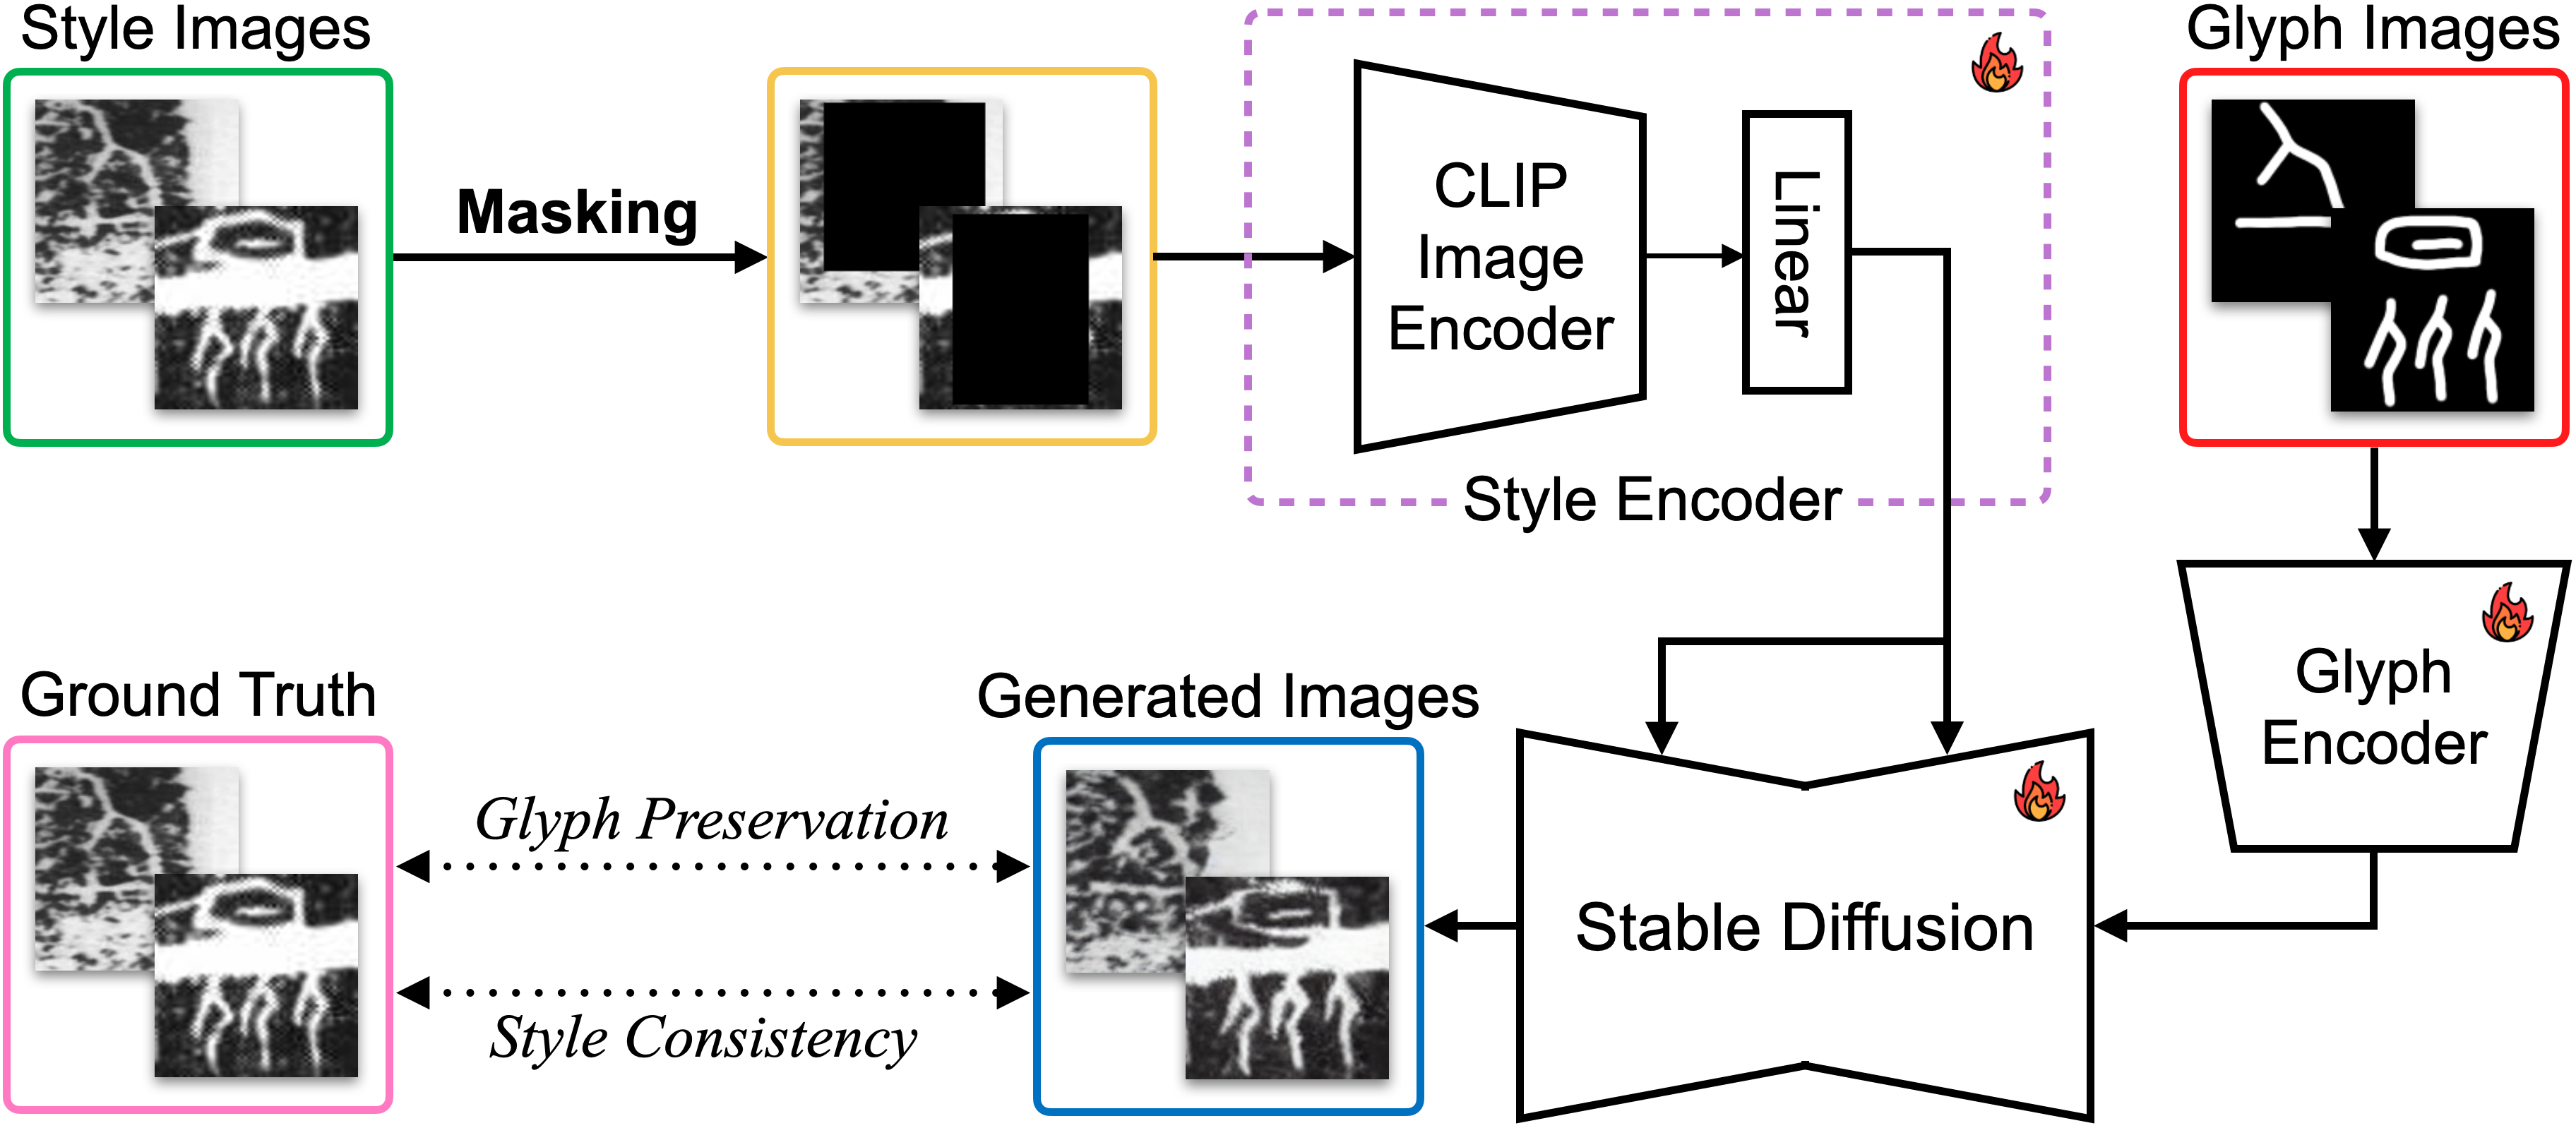 Style Images
Masking
CLIP
Image
Encoder
Linear
Style Encoder
Glyph Images
Glyph
Encoder
Ground Truth
Glyph Preservation
Style Consistency
Generated Images
Stable Diffusion